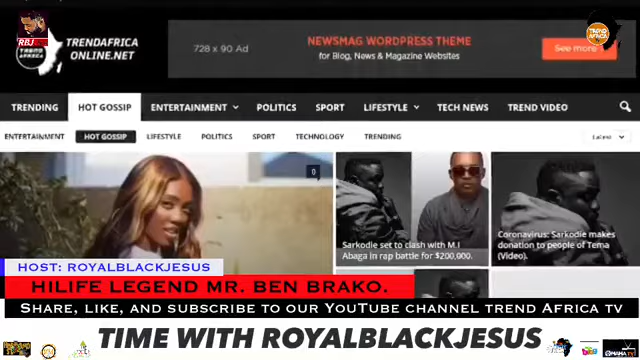 RBJ
TRENDAFRICA
ONLINE.NET
728 x 90 Ad
NEWSMAG WORDPRESS THEME
for Blog, News & Magazine Websites
See more
TREND
AFRICA
TRENDING
HOT GOSSIP
ENTERTAINMENT
POLITICS
SPORT
LIFESTYLE
TECH NEWS
TREND VIDEO
ENTERTAINMENT
HOT GOSSIP
LIFESTYLE
POLITICS
SPORT
TECHNOLOGY
TRENDING
Latest
0
Sarkodie set to clash with M.I
Abaga in rap battle for $200,000.
Coronavirus: Sarkodie makes
donation to people of Tema
(Video).
HOST: ROYALBLACKJESUS
HILIFE LEGEND MR. BEN BRAKO.
Share, like, and subscribe to our YouTube channel trend Africa tv
TIME WITH ROYALBLACKJESUS